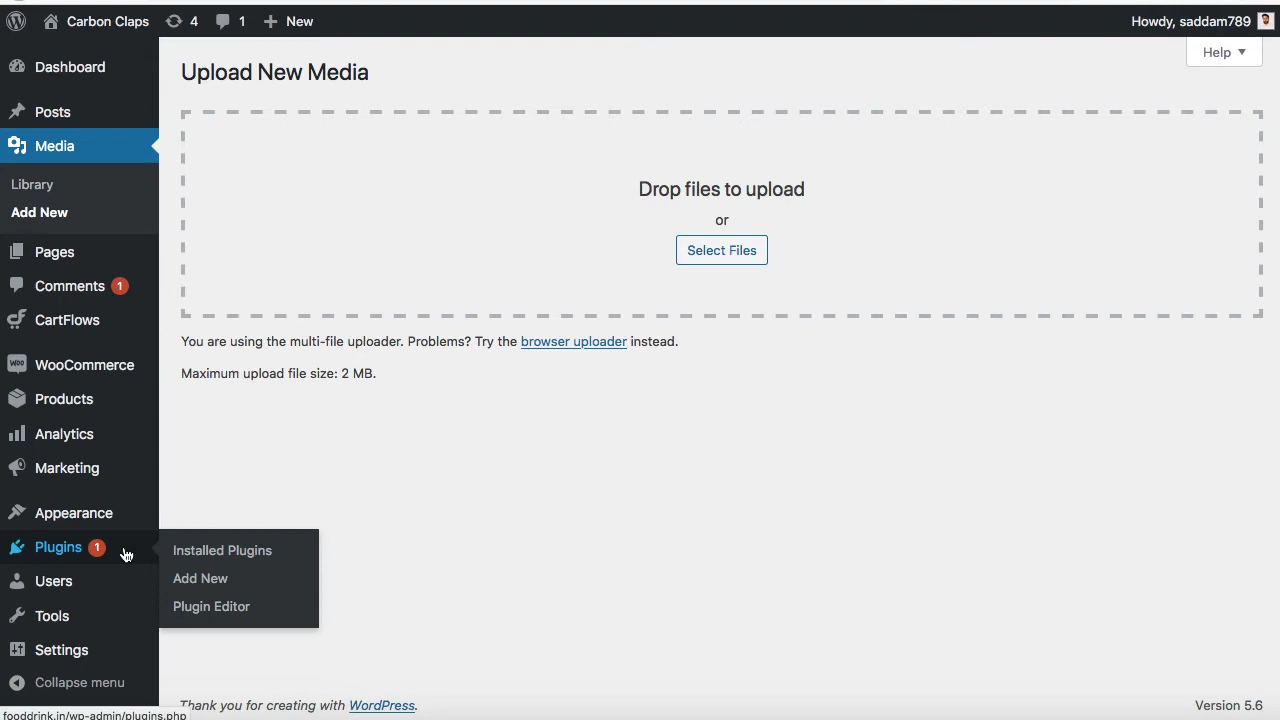 Carbon Claps 4 1 New Howdy, saddam789
Help
Dashboard
Posts
Media
Library
Add New
Pages
Comments 1
CartFlows
WooCommerce
Products
Analytics
Marketing
Appearance
Plugins 1
Users
Tools
Settings
Collapse menu
Installed Plugins
Add New
Plugin Editor
Upload New Media
Drop files to upload
or
Select Files
You are using the multi-file uploader. Problems? Try the browser uploader instead.
Maximum upload file size: 2 MB.
Thank you for creating with WordPress.
Version 5.6
fooddrink.in/wp-admin/plugins.php